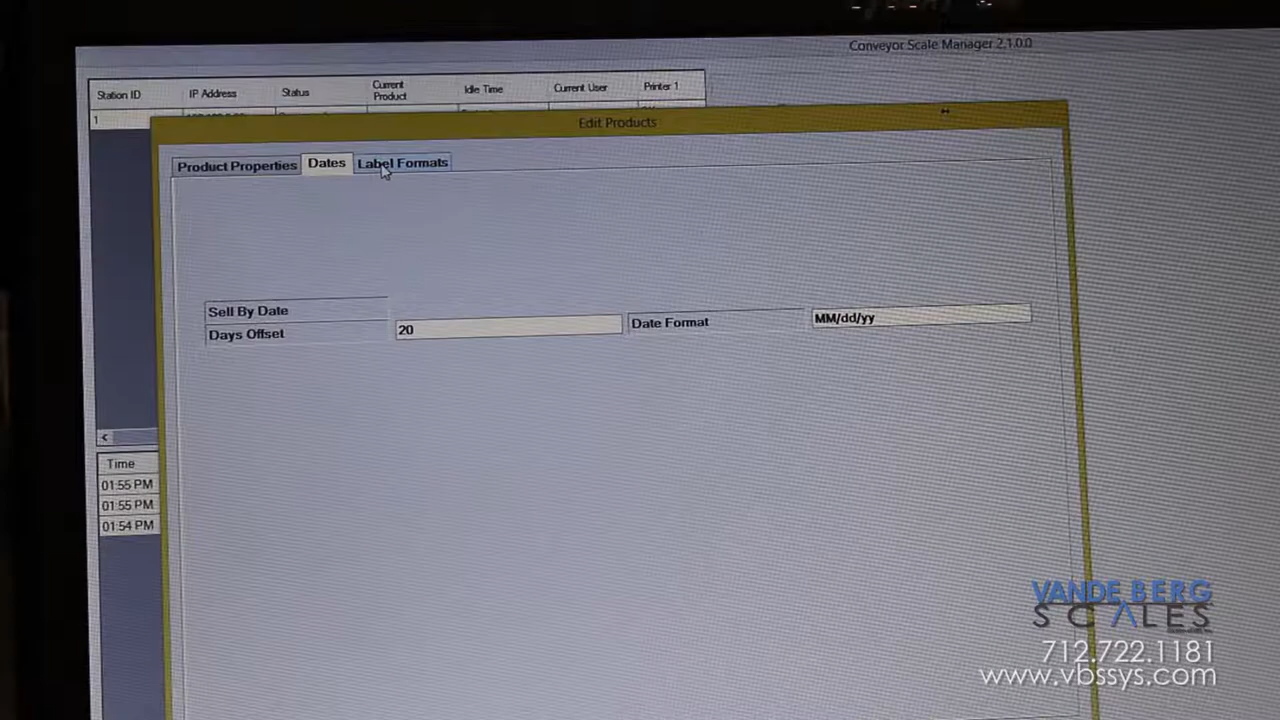 Conveyor Scale Manager 2.1.0.0
Station ID IP Address Status Current Product Idle Time Current User Printer 1
1
Edit Products
Product Properties Dates Label Formats
Sell By Date
Days Offset 20 Date Format MM/dd/yy
Time
01:55 PM
01:55 PM
01:54 PM
VANDE BERG
SCALES
712.722.1181
www.vbssys.com